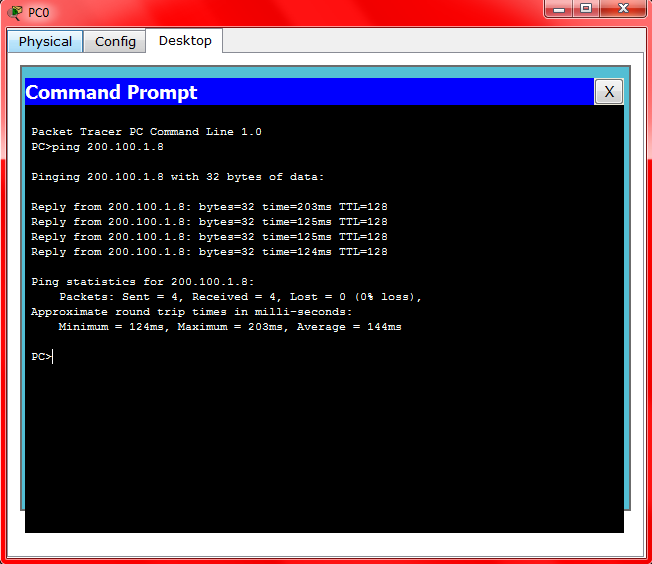 PC0
Physical Config Desktop
Command Prompt X
Packet Tracer PC Command Line 1.0
PC>ping 200.100.1.8
Pinging 200.100.1.8 with 32 bytes of data:
Reply from 200.100.1.8: bytes=32 time=203ms TTL=128
Reply from 200.100.1.8: bytes=32 time=125ms TTL=128
Reply from 200.100.1.8: bytes=32 time=125ms TTL=128
Reply from 200.100.1.8: bytes=32 time=124ms TTL=128
Ping statistics for 200.100.1.8:
Packets: Sent = 4, Received = 4, Lost = 0 (0% loss),
Approximate round trip times in milli-seconds:
Minimum = 124ms, Maximum = 203ms, Average = 144ms
PC>